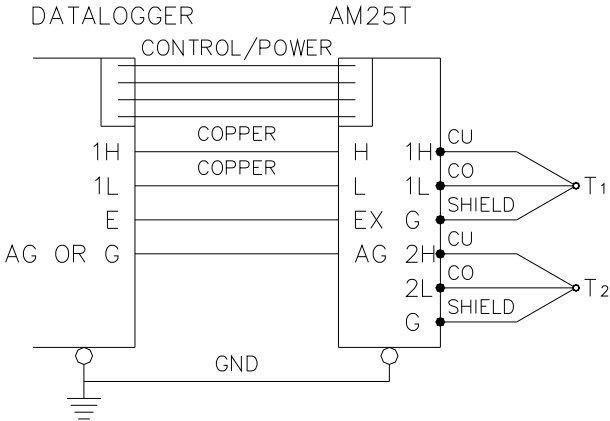 DATALOGGER AM25T
CONTROL/POWER
COPPER
1H H 1H CU
COPPER
1L L 1L CO T1
E EX G SHIELD
AG OR G AG 2H CU
2L CO T2
G SHIELD
GND